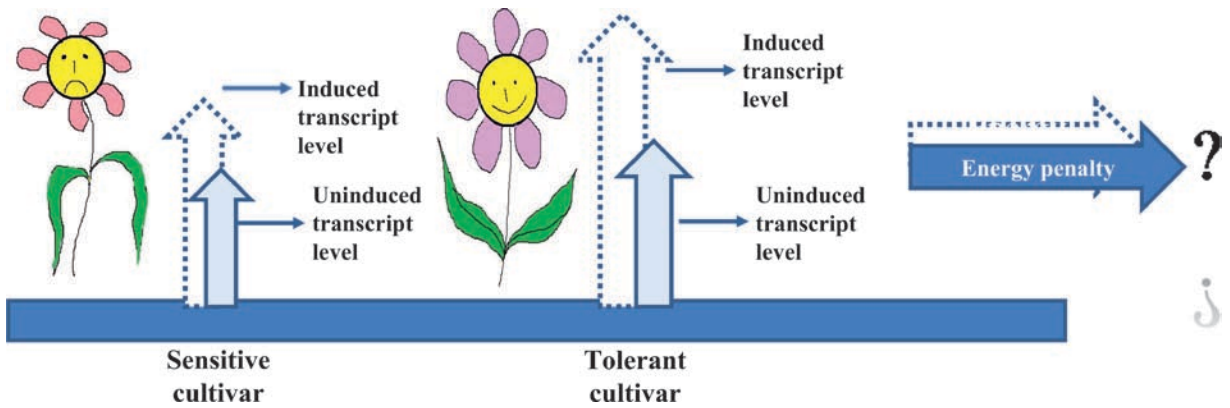 Induced
transcript
level
Uninduced
transcript
level
Sensitive
cultivar
Induced
transcript
level
Uninduced
transcript
level
Tolerant
cultivar
Energy penalty
?